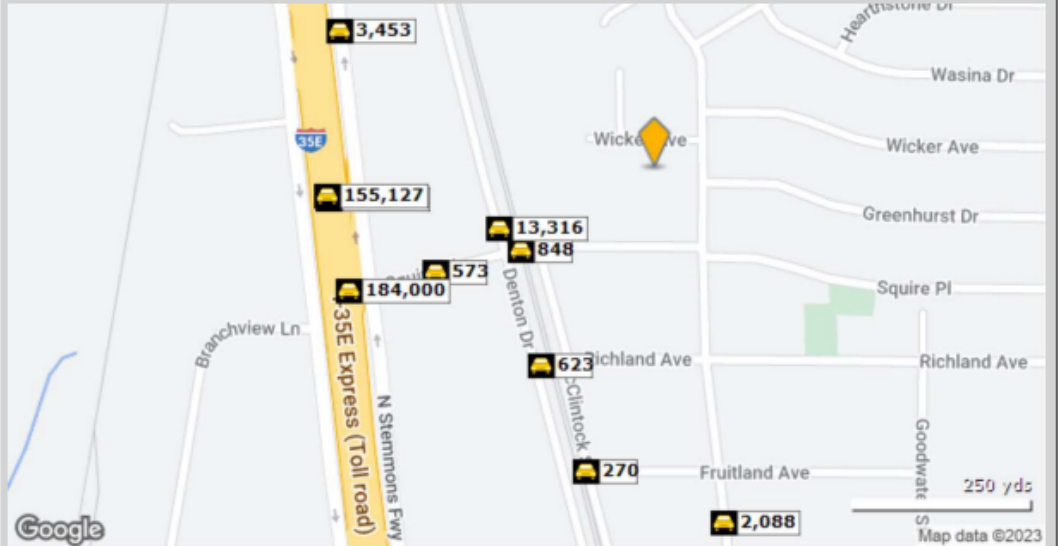 Hearthstone Dr
3,453
Wasina Dr
35E
Wicker Ave
Wicker Ave
155,127
Greenhurst Dr
13,316
848
573
184,000
Squire Pl
Denton Dr
Branchview Ln
35E Express (Toll road)
623
Richland Ave
Richland Ave
N Stemmons Fwy
270
Fruitland Ave
250 yds
2,088
Google
Map data ©2023